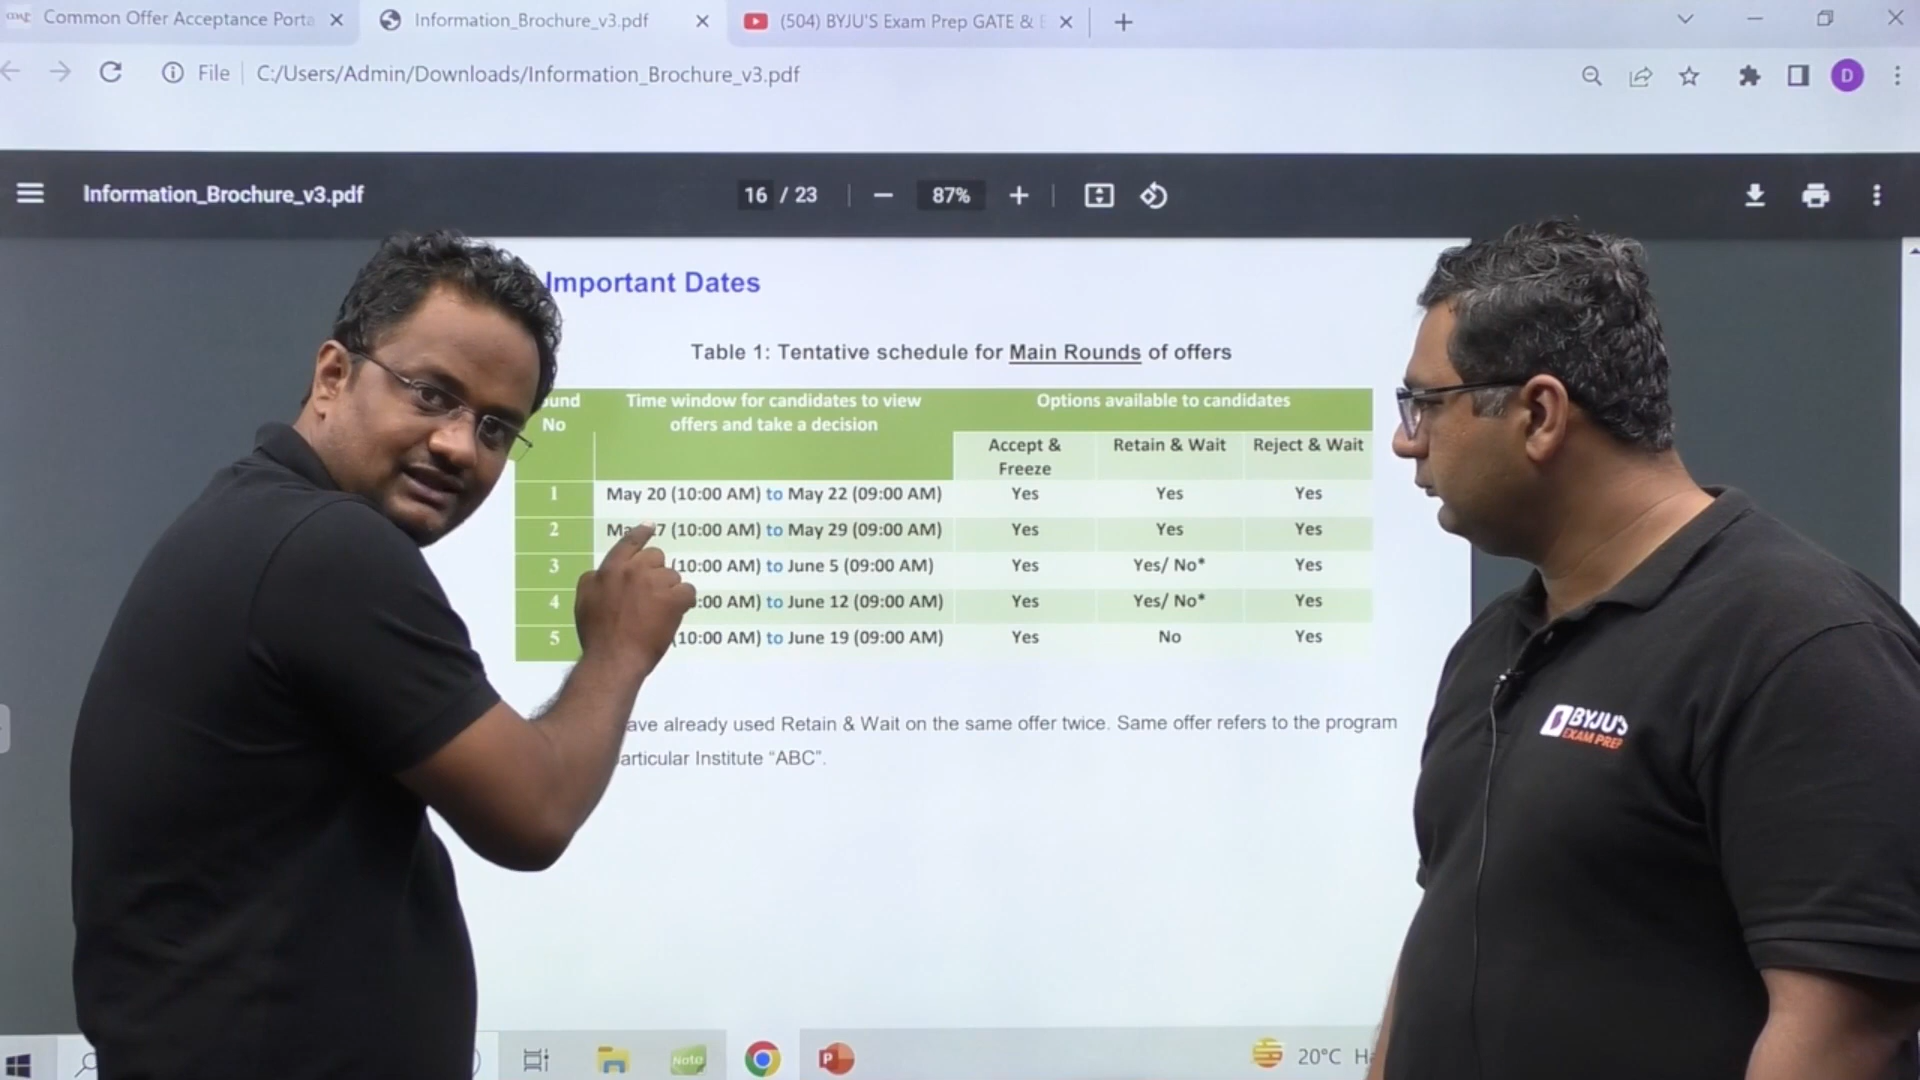 Common Offer Acceptance Porta
Information_Brochure_v3.pdf
(504) BYJU'S Exam Prep GATE & E
File
C:/Users/Admin/Downloads/Information_Brochure_v3.pdf
D
Information_Brochure_v3.pdf
16 / 23
87%
Important Dates
Table 1: Tentative schedule for Main Rounds of offers
ound No
Time window for candidates to view offers and take a decision
Options available to candidates
Accept & Freeze
Retain & Wait
Reject & Wait
1 May 20 (10:00 AM) to May 22 (09:00 AM) Yes Yes Yes
2 7 (10:00 AM) to May 29 (09:00 AM) Yes Yes Yes
3 (10:00 AM) to June 5 (09:00 AM) Yes Yes/ No* Yes
4 :00 AM) to June 12 (09:00 AM) Yes Yes/ No* Yes
5 (10:00 AM) to June 19 (09:00 AM) Yes No Yes
ave already used Retain & Wait on the same offer twice. Same offer refers to the program
articular Institute “ABC”.
BYJU'S
EXAM PREP
Note
P
20°C